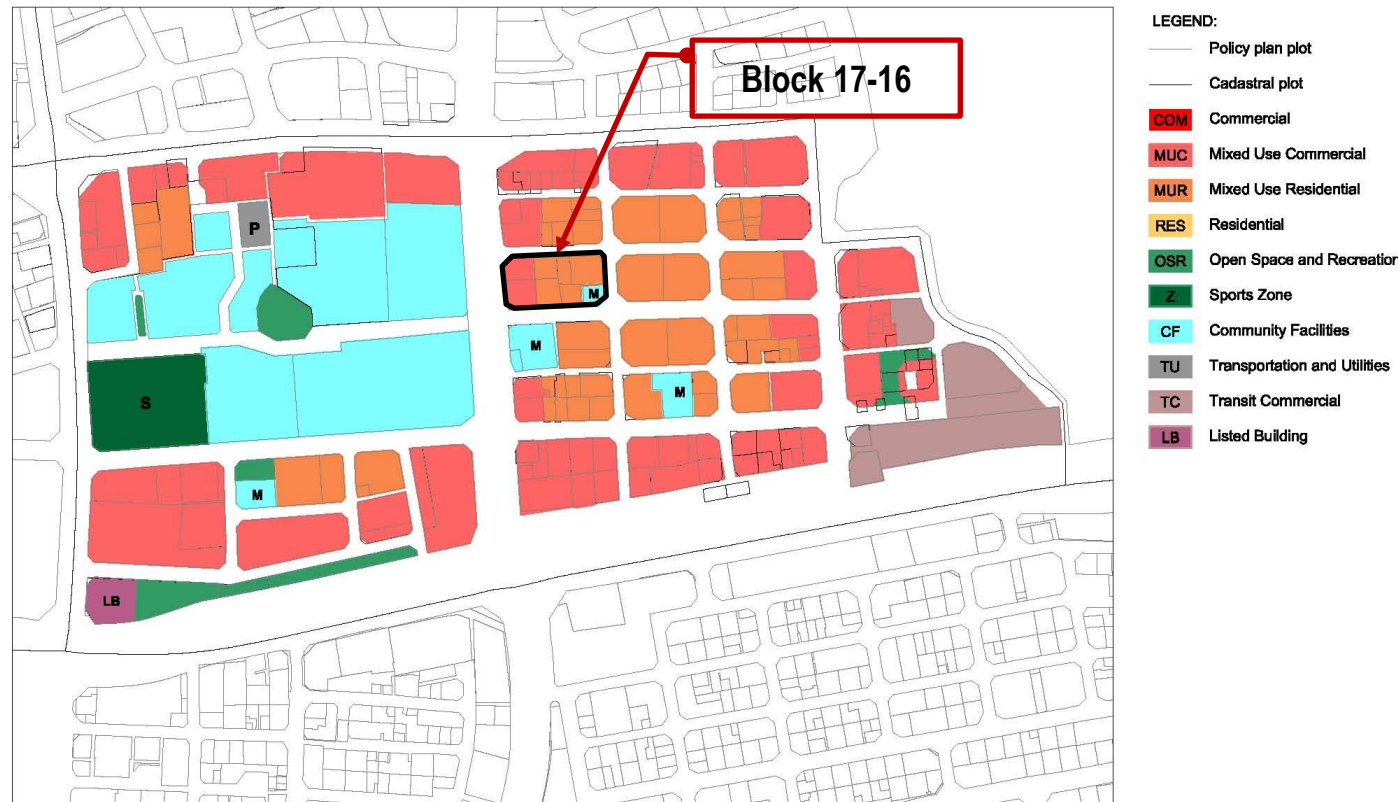 Block 17-16
P
M
M
M
S
M
LB
LEGEND:
Policy plan plot
Cadastral plot
COM Commercial
MUC Mixed Use Commercial
MUR Mixed Use Residential
RES Residential
OSR Open Space and Recreation
Z Sports Zone
CF Community Facilities
TU Transportation and Utilities
TC Transit Commercial
LB Listed Building